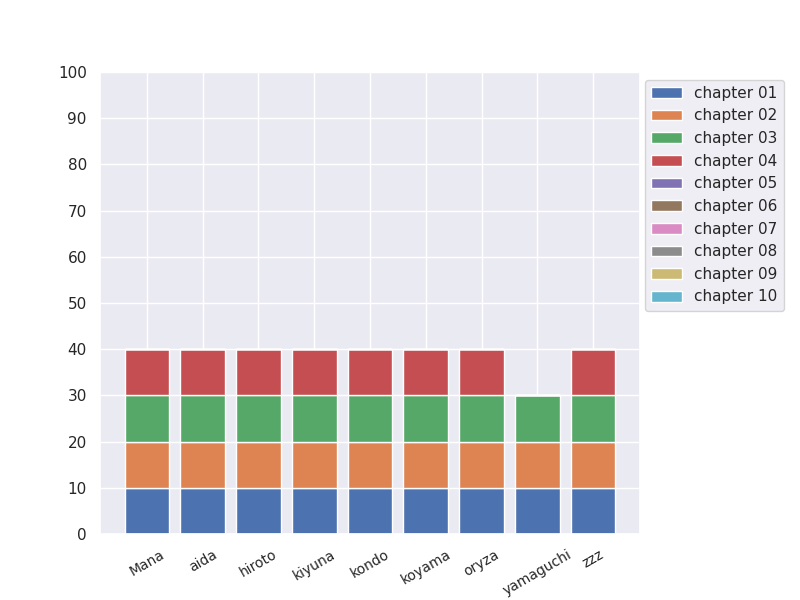 100
90
80
70
60
50
40
30
20
10
0
Mana aida hiroto kiyuna kondo koyama oryza yamaguchi zzz
chapter 01
chapter 02
chapter 03
chapter 04
chapter 05
chapter 06
chapter 07
chapter 08
chapter 09
chapter 10